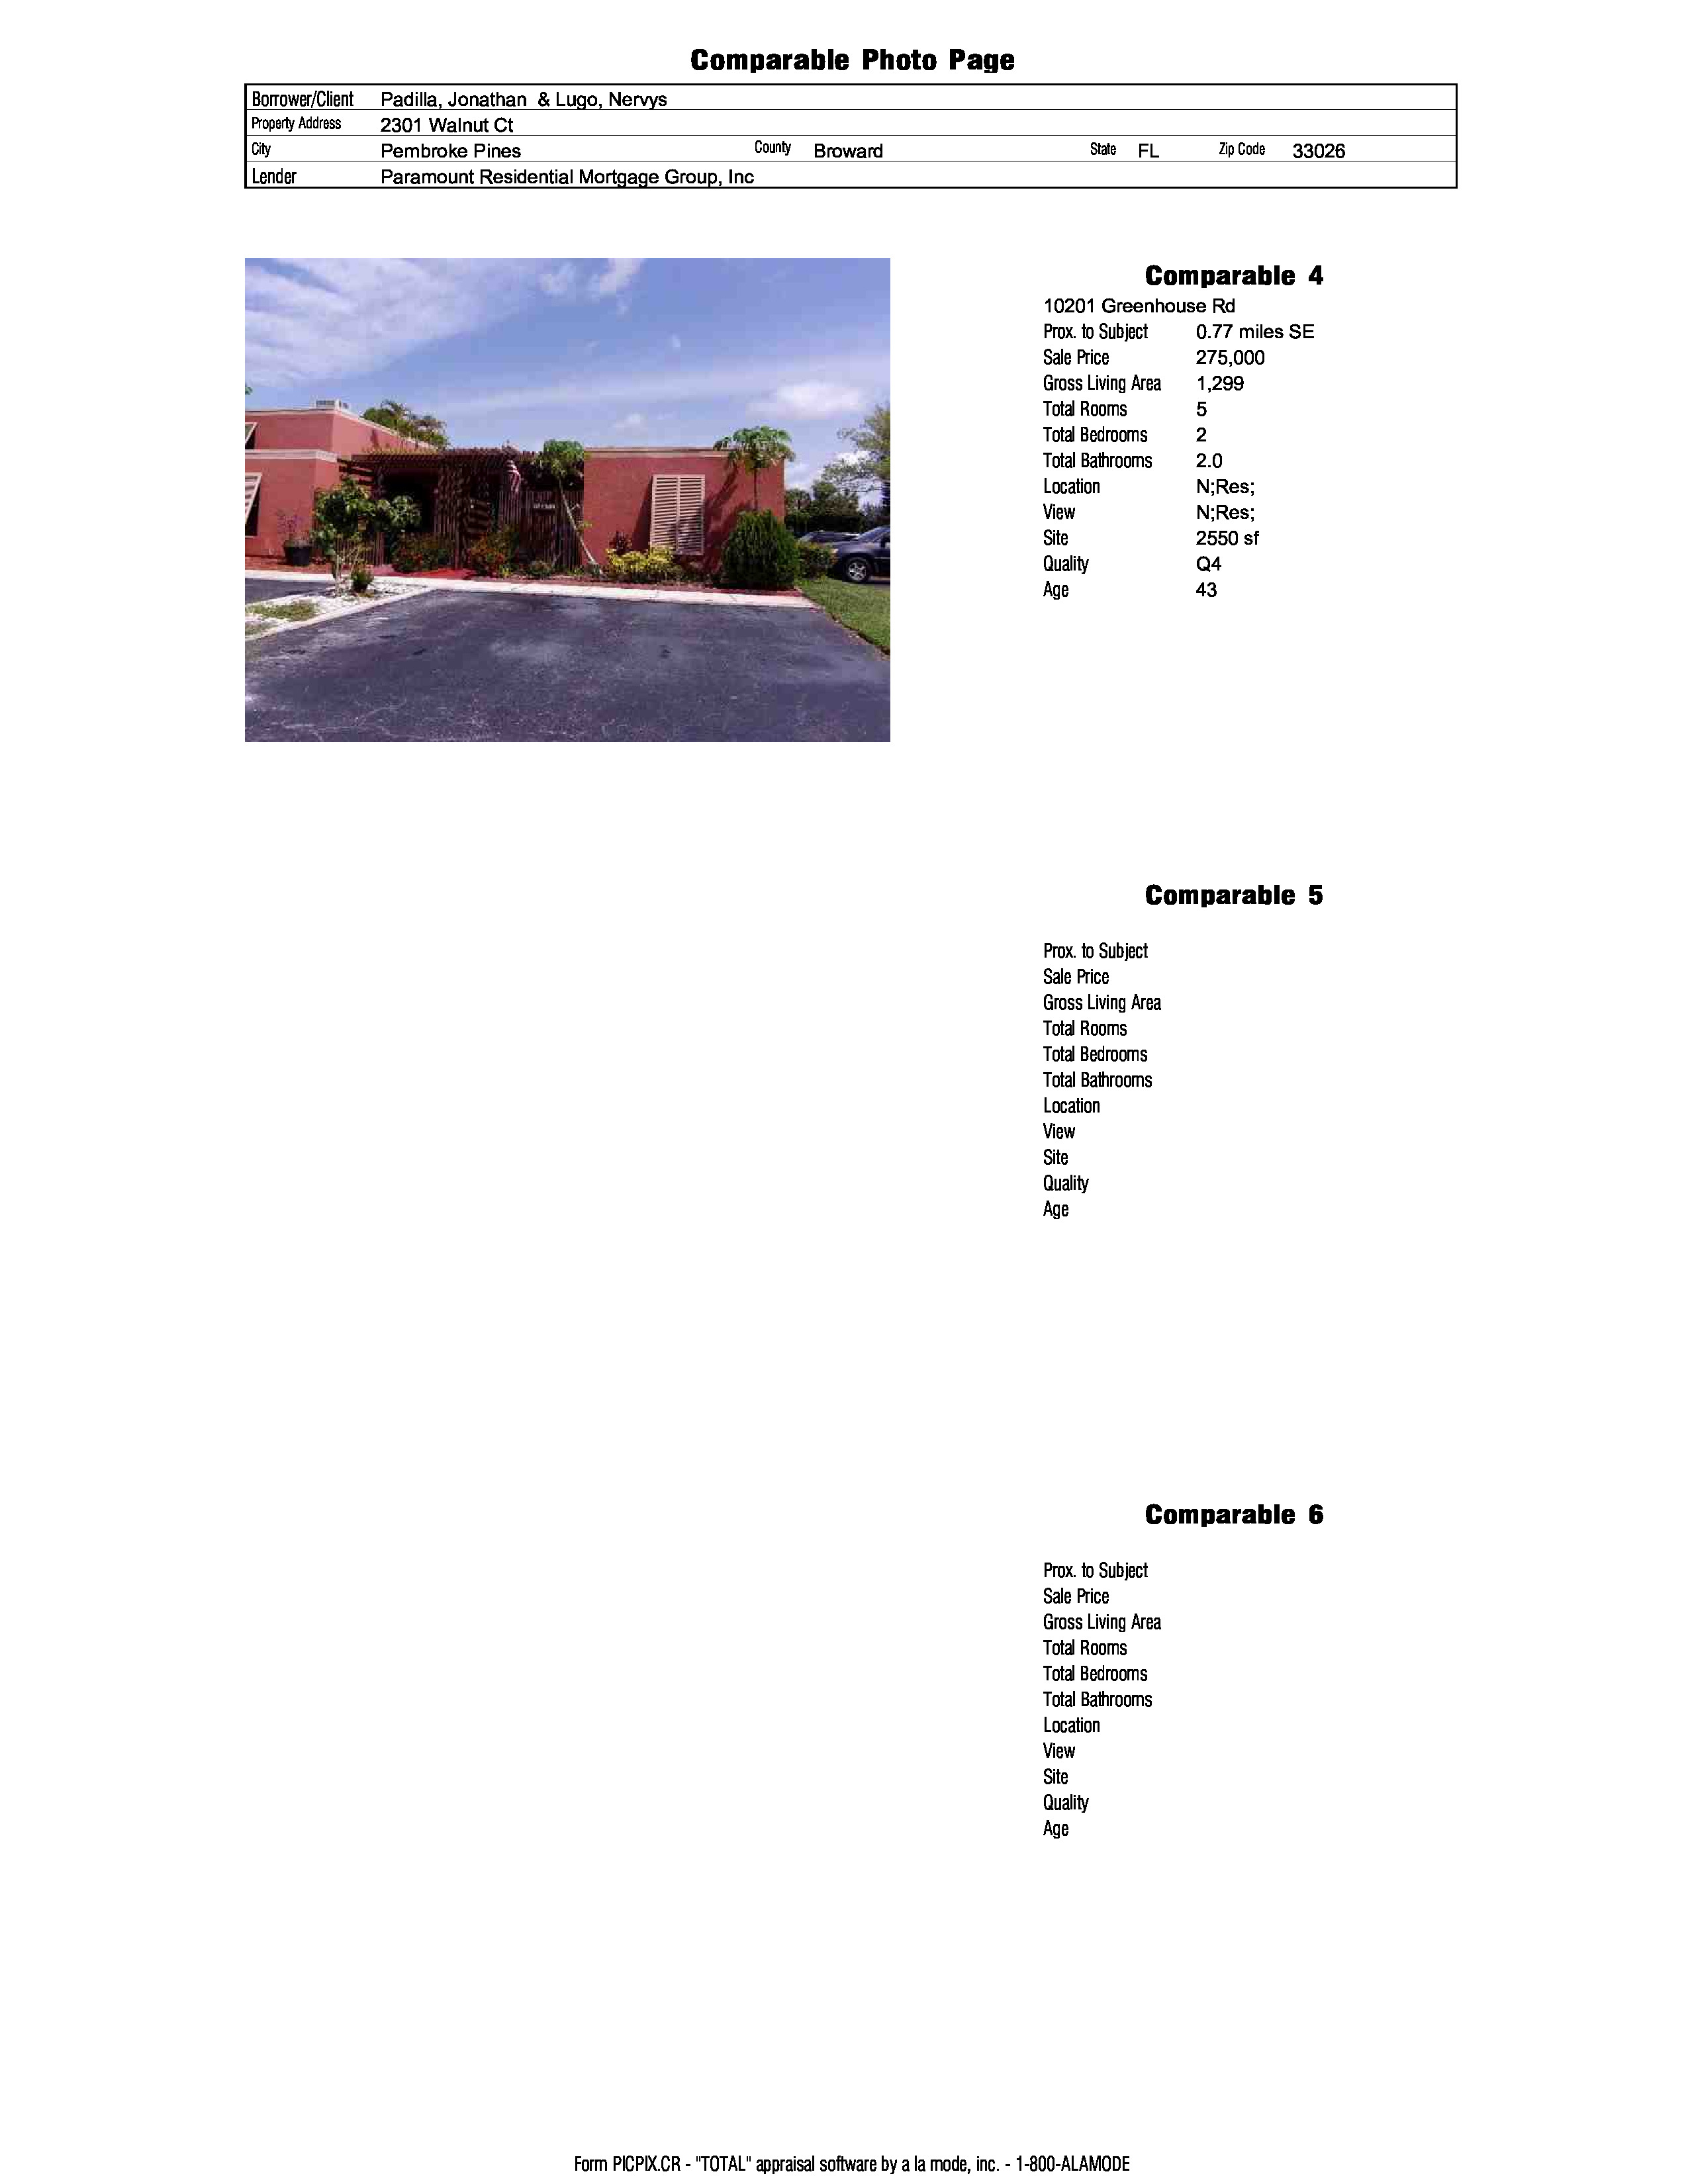 Comparable Photo Page
Borrower/Client Padilla, Jonathan & Lugo, Nervys
Property Address 2301 Walnut Ct
City Pembroke Pines County Broward State FL Zip Code 33026
Lender Paramount Residential Mortgage Group, Inc
Comparable 4
10201 Greenhouse Rd
Prox. to Subject 0.77 miles SE
Sale Price 275,000
Gross Living Area 1,299
Total Rooms 5
Total Bedrooms 2
Total Bathrooms 2.0
Location N;Res;
View N;Res;
Site 2550 sf
Quality Q4
Age 43
Comparable 5
Prox. to Subject
Sale Price
Gross Living Area
Total Rooms
Total Bedrooms
Total Bathrooms
Location
View
Site
Quality
Age
Comparable 6
Prox. to Subject
Sale Price
Gross Living Area
Total Rooms
Total Bedrooms
Total Bathrooms
Location
View
Site
Quality
Age
Form PICPIX.CR - "TOTAL" appraisal software by a la mode, inc. - 1-800-ALAMODE